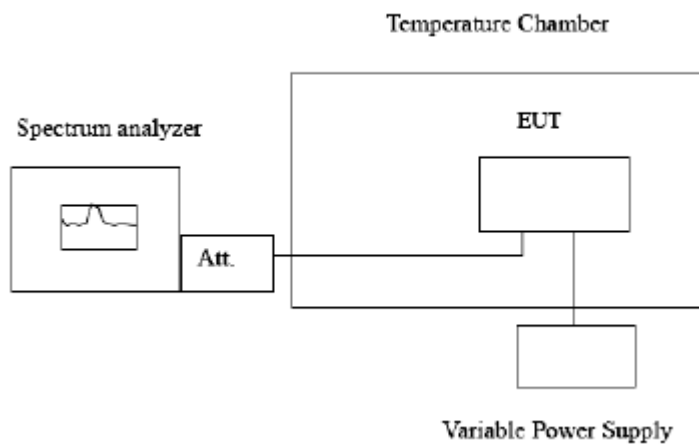 Temperature Chamber
Spectrum analyzer
EUT
Att.
Variable Power Supply